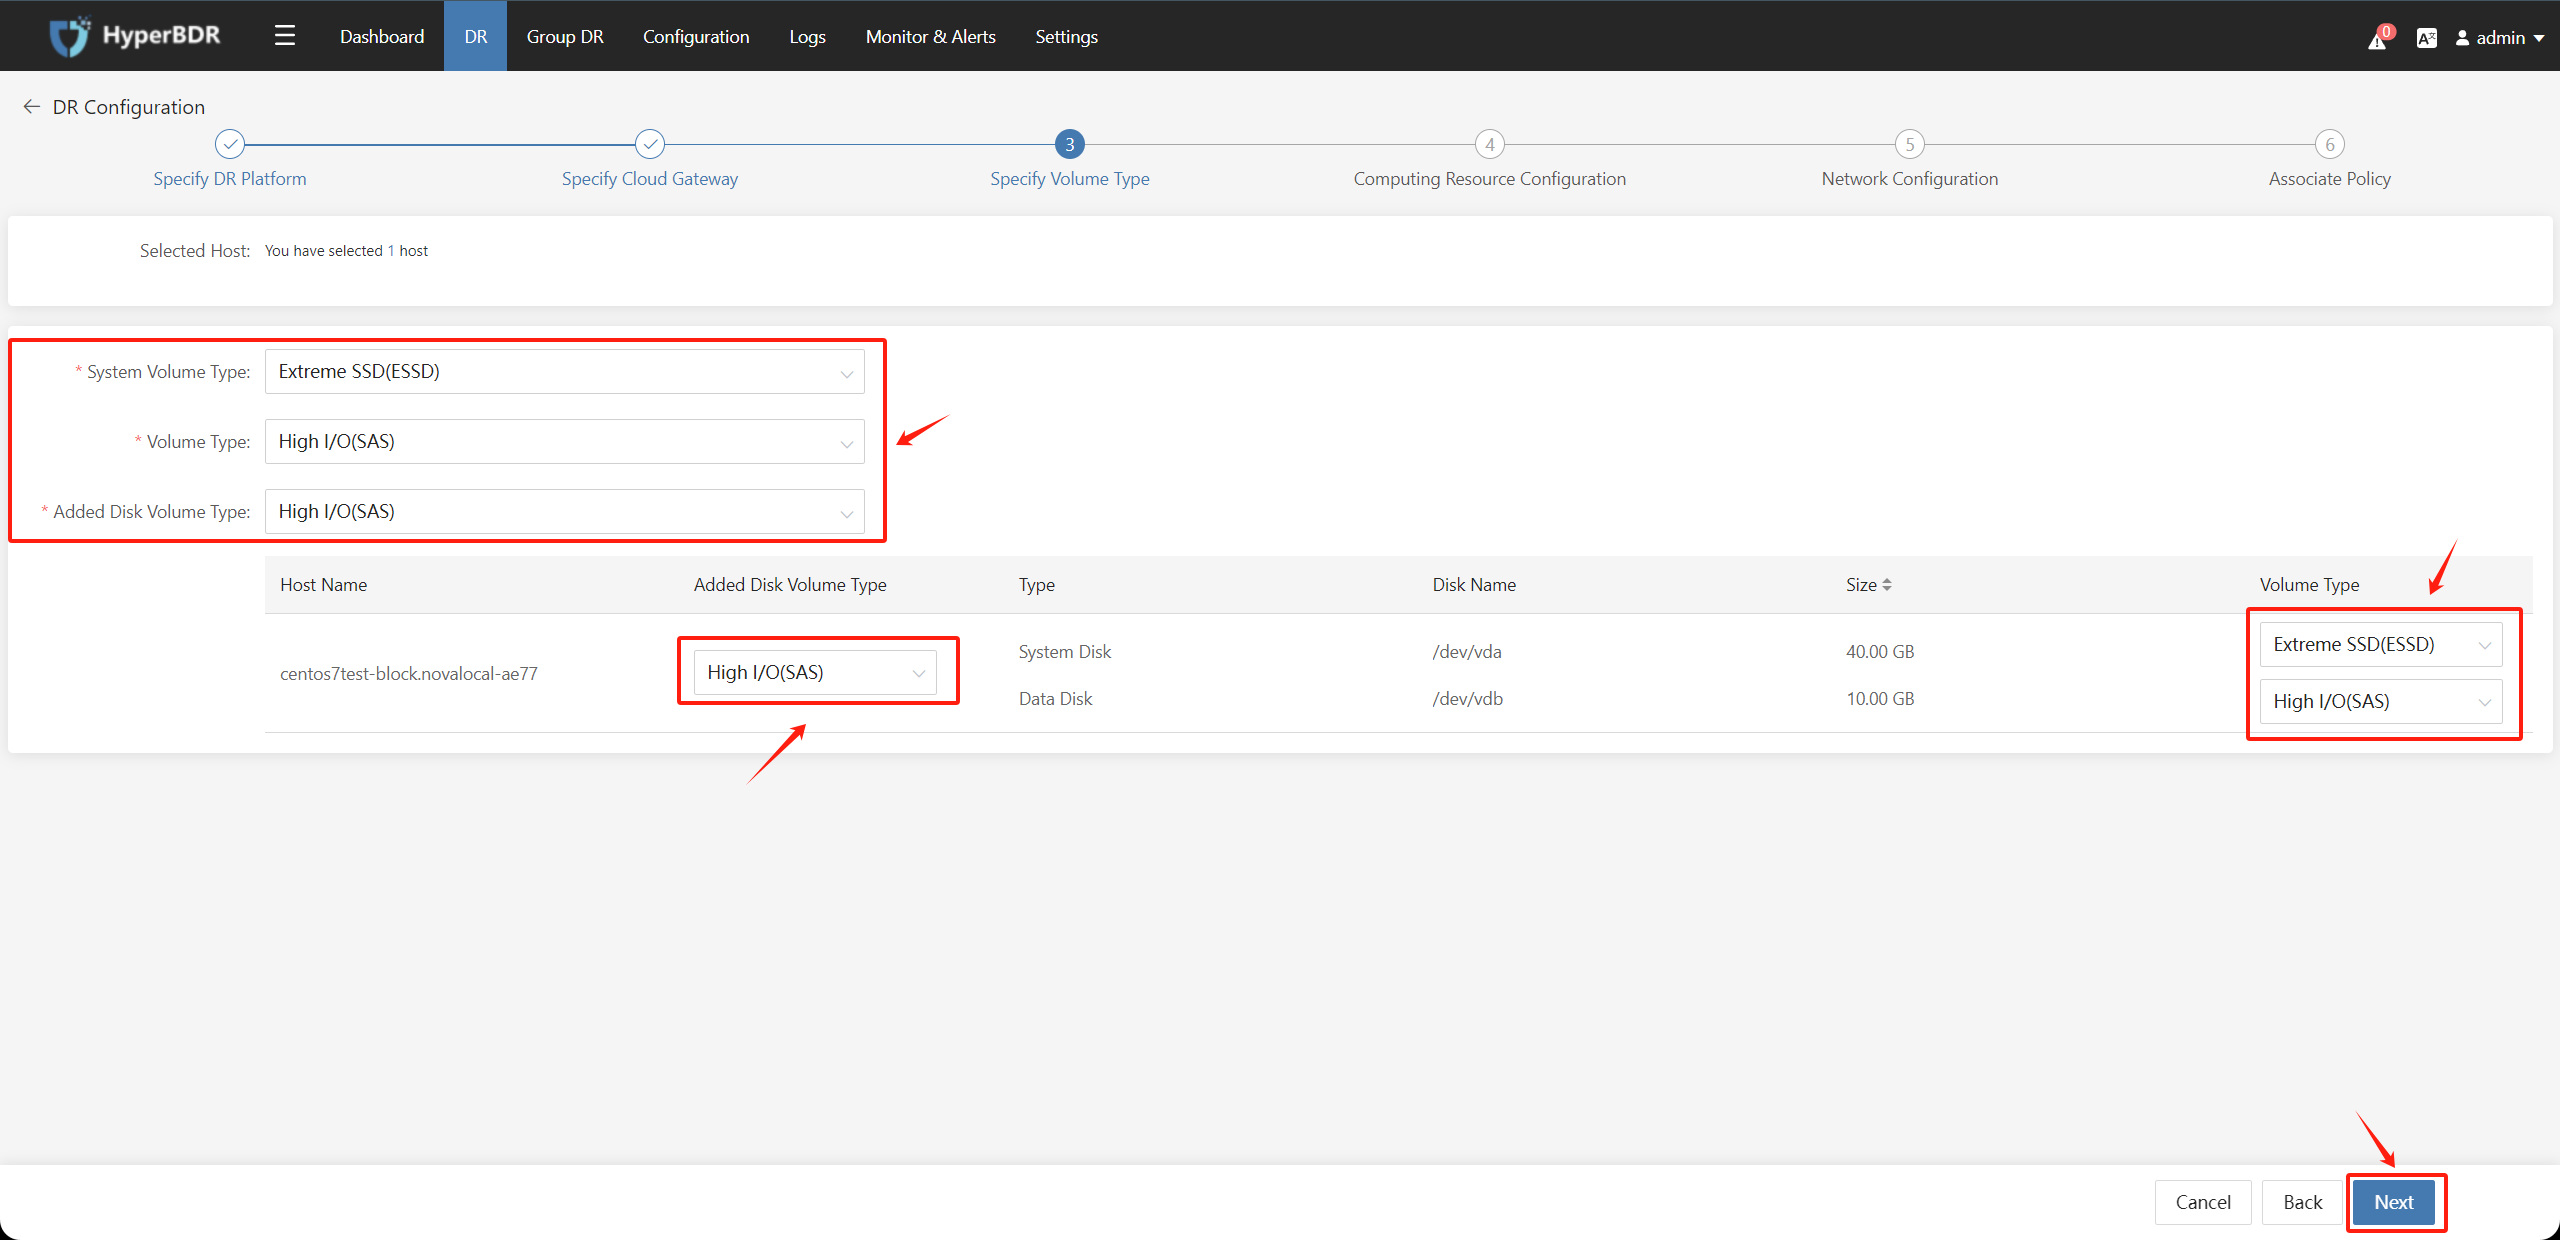 HyperBDR
Dashboard
DR
Group DR
Configuration
Logs
Monitor & Alerts
Settings
0
admin
DR Configuration
3
4
5
6
Specify DR Platform
Specify Cloud Gateway
Specify Volume Type
Computing Resource Configuration
Network Configuration
Associate Policy
Selected Host: You have selected 1 host
* System Volume Type: Extreme SSD(ESSD)
* Volume Type: High I/O(SAS)
* Added Disk Volume Type: High I/O(SAS)
Host Name
Added Disk Volume Type
Type
Disk Name
Size
Volume Type
centos7test-block.novalocal-ae77
High I/O(SAS)
System Disk
/dev/vda
40.00 GB
Extreme SSD(ESSD)
Data Disk
/dev/vdb
10.00 GB
High I/O(SAS)
Cancel
Back
Next